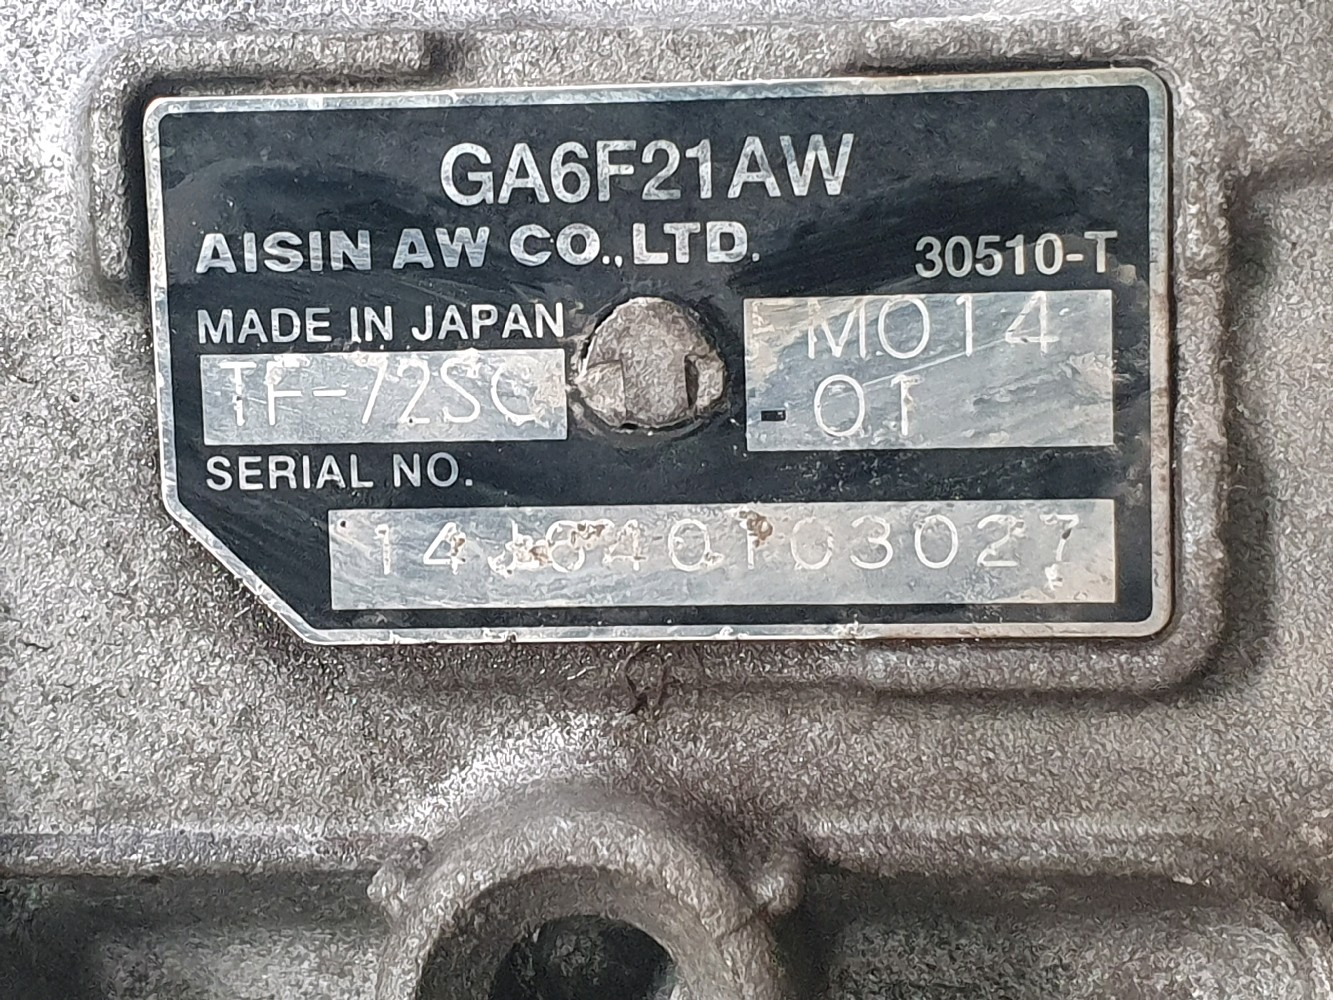 GA6F21AW
AISIN AW CO.,LTD.
30510-T
MADE IN JAPAN
M014
TF-72SC
-01
SERIAL NO.